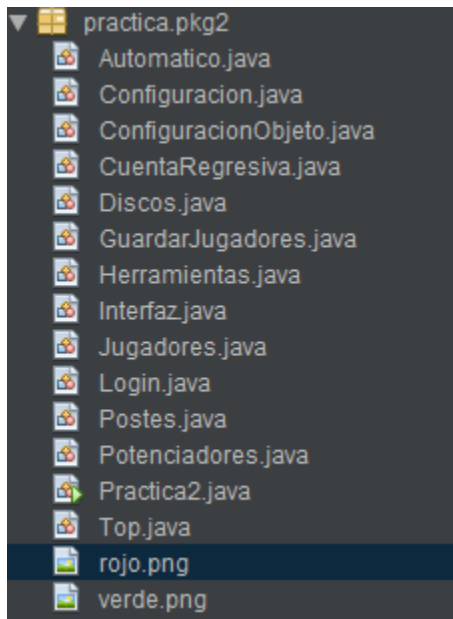 practica.pkg2
Automatico.java
Configuracion.java
ConfiguracionObjeto.java
CuentaRegresiva.java
Discos.java
GuardarJugadores.java
Herramientas.java
Interfaz.java
Jugadores.java
Login.java
Postes.java
Potenciadores.java
Practica2.java
Top.java
rojo.png
verde.png